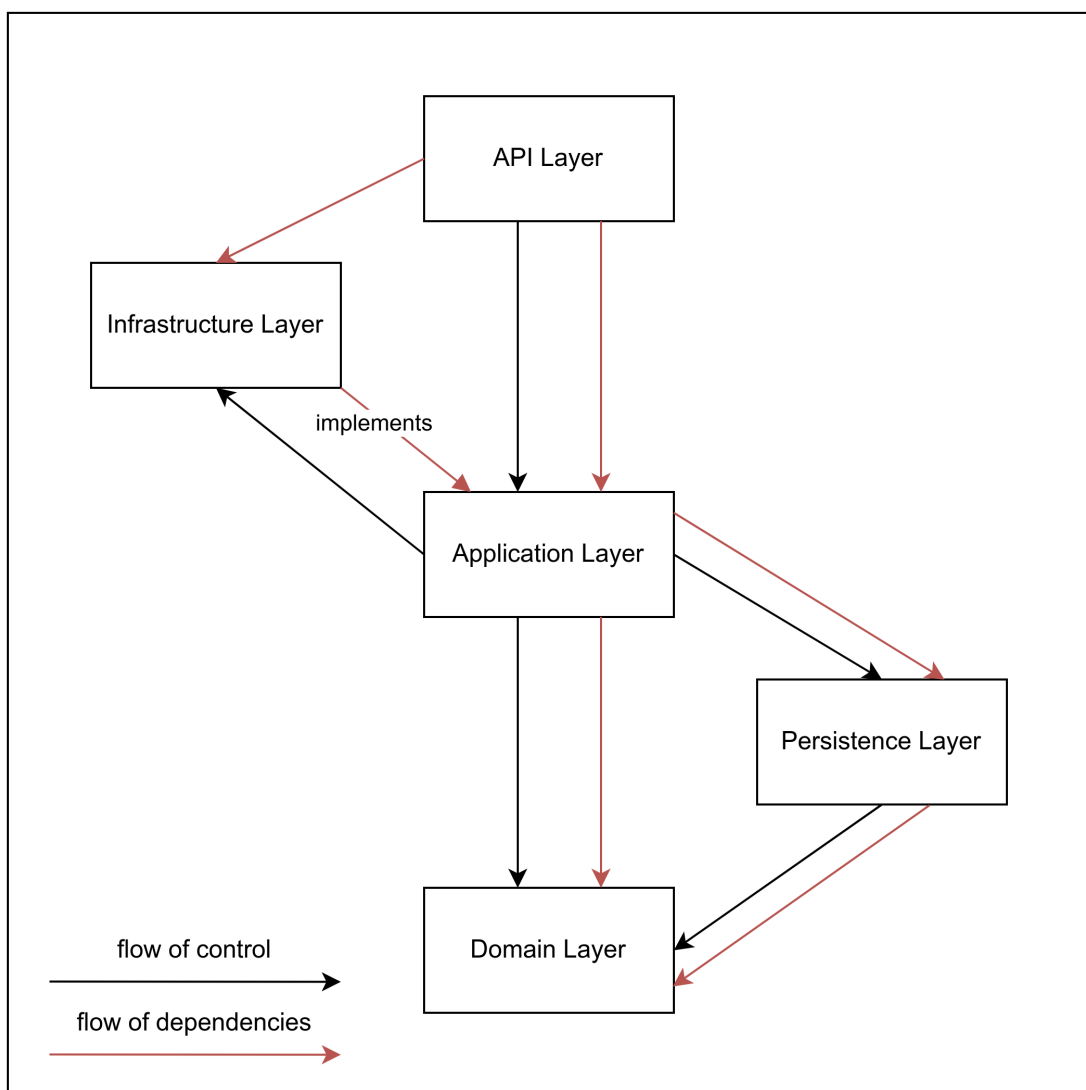 API Layer
Infrastructure Layer
implements
Application Layer
Persistence Layer
Domain Layer
flow of control
flow of dependencies